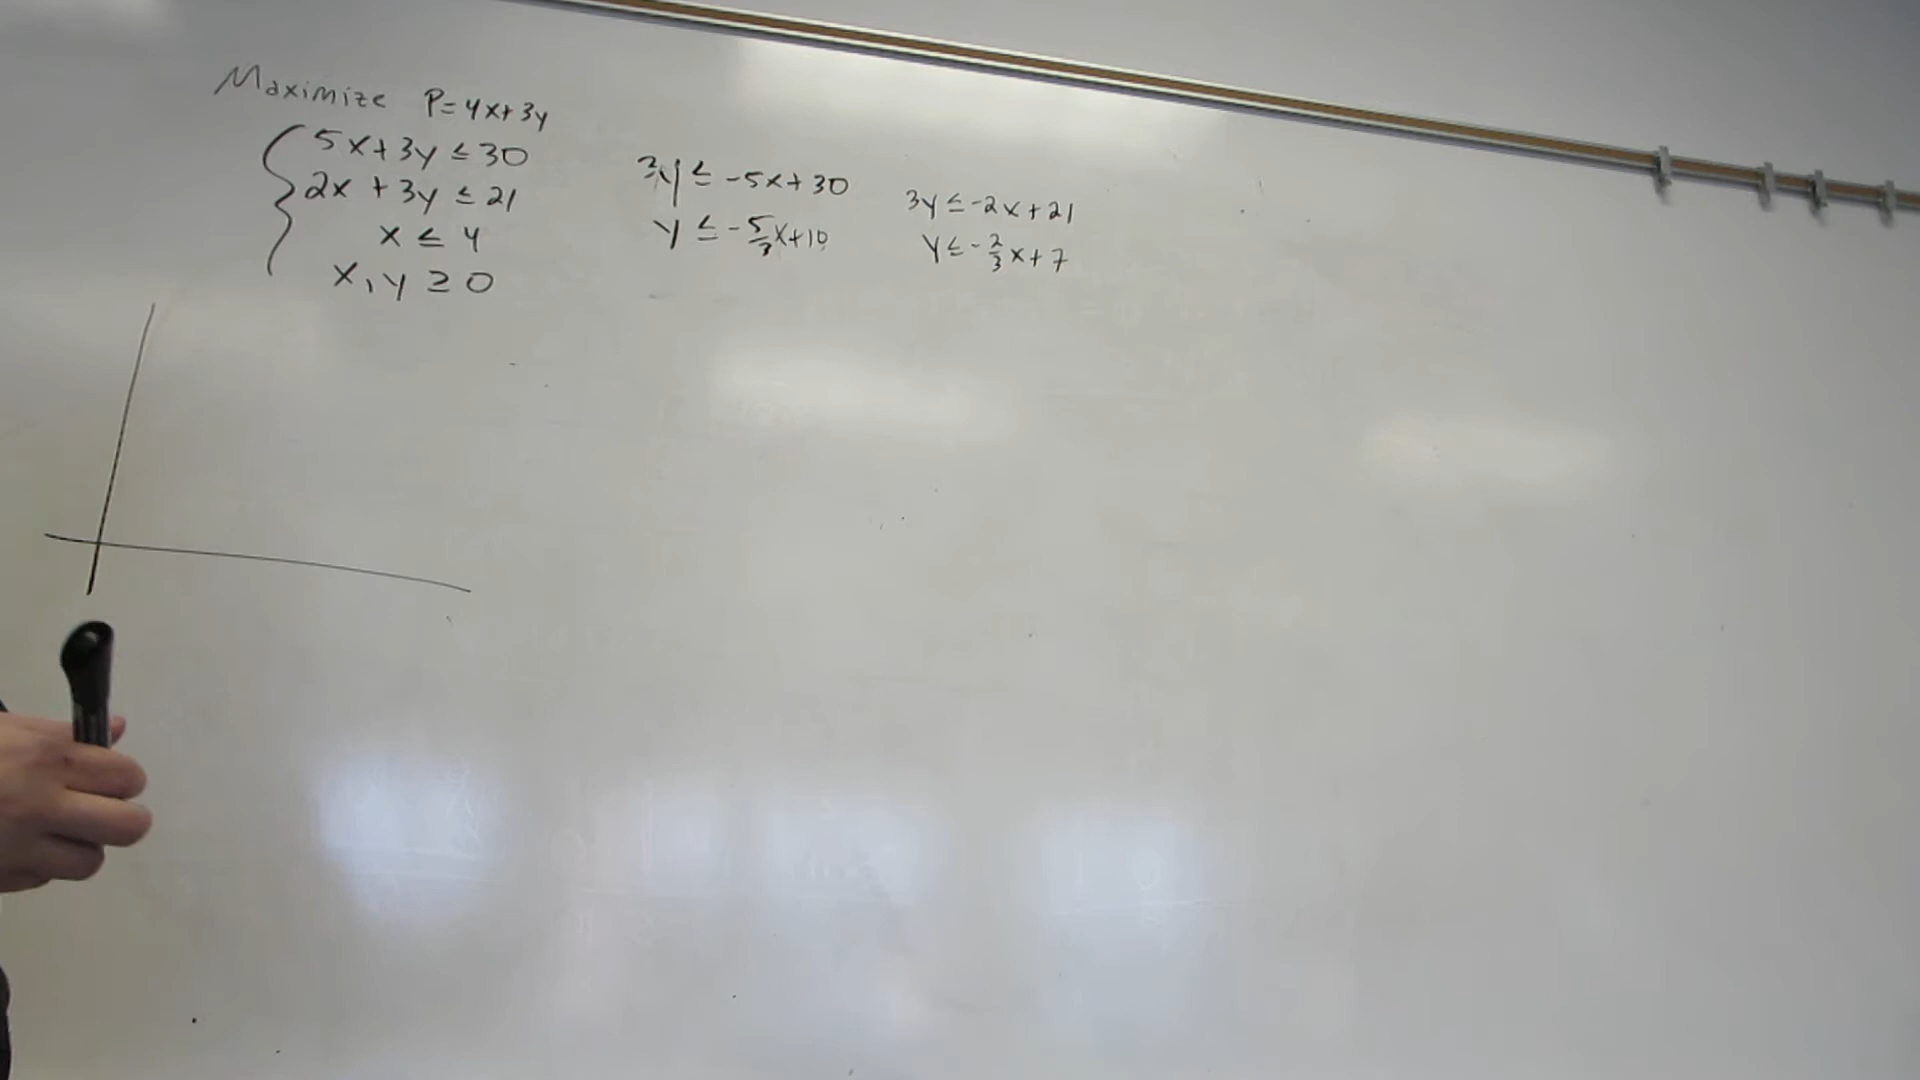 Maximize P=4x+3y
5x+3y ≤ 30
2x + 3y ≤ 21
x ≤ 4
x, y ≥ 0
3y ≤ -5x+30
y ≤ -5/3x+10
3y ≤ -2x+21
y ≤ -2/3x+7